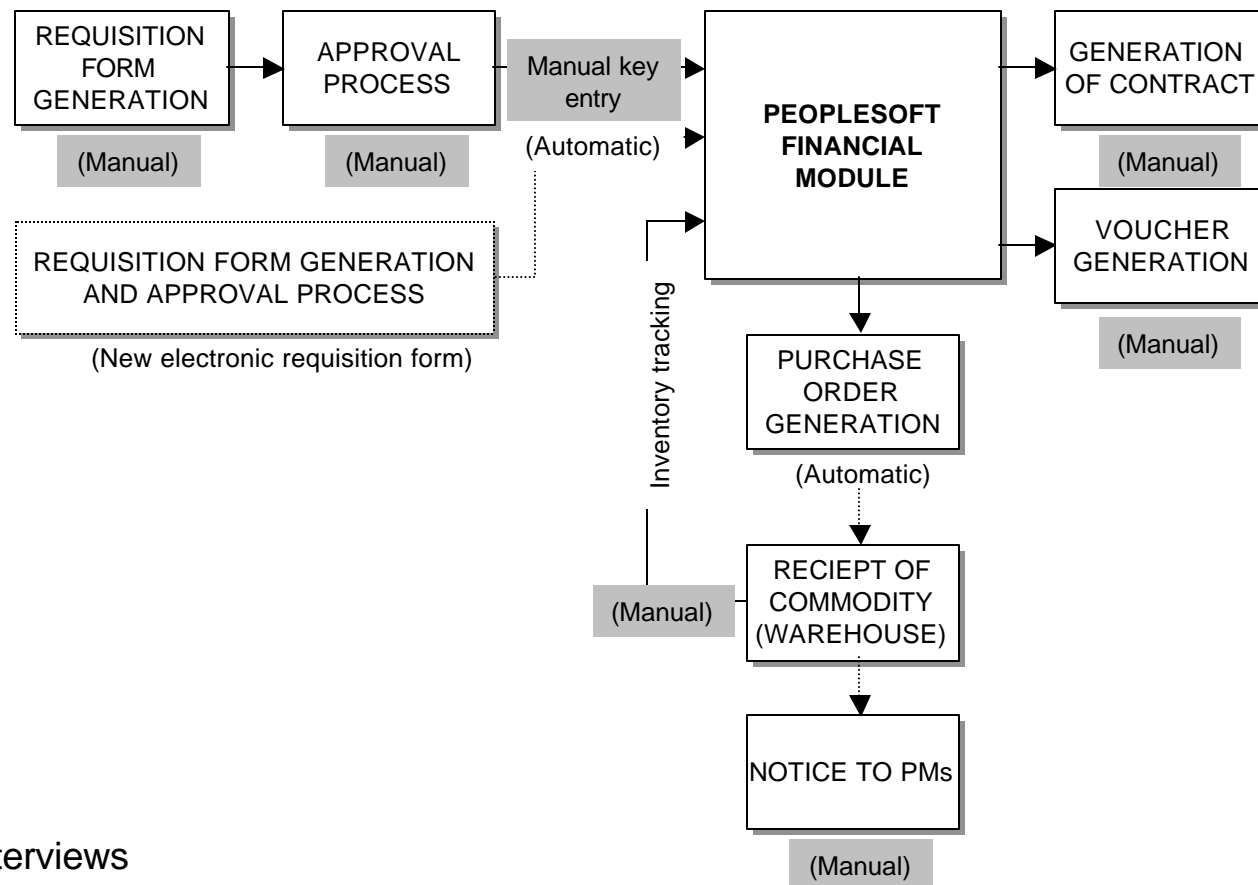 REQUISITION
FORM
GENERATION
(Manual)
APPROVAL
PROCESS
(Manual)
Manual key
entry
(Automatic)
REQUISITION FORM GENERATION
AND APPROVAL PROCESS
(New electronic requisition form)
PEOPLESOFT
FINANCIAL
MODULE
GENERATION
OF CONTRACT
(Manual)
VOUCHER
GENERATION
(Manual)
Inventory tracking
PURCHASE
ORDER
GENERATION
(Automatic)
RECIEPT OF
COMMODITY
(WAREHOUSE)
(Manual)
NOTICE TO PMs
(Manual)
terviews